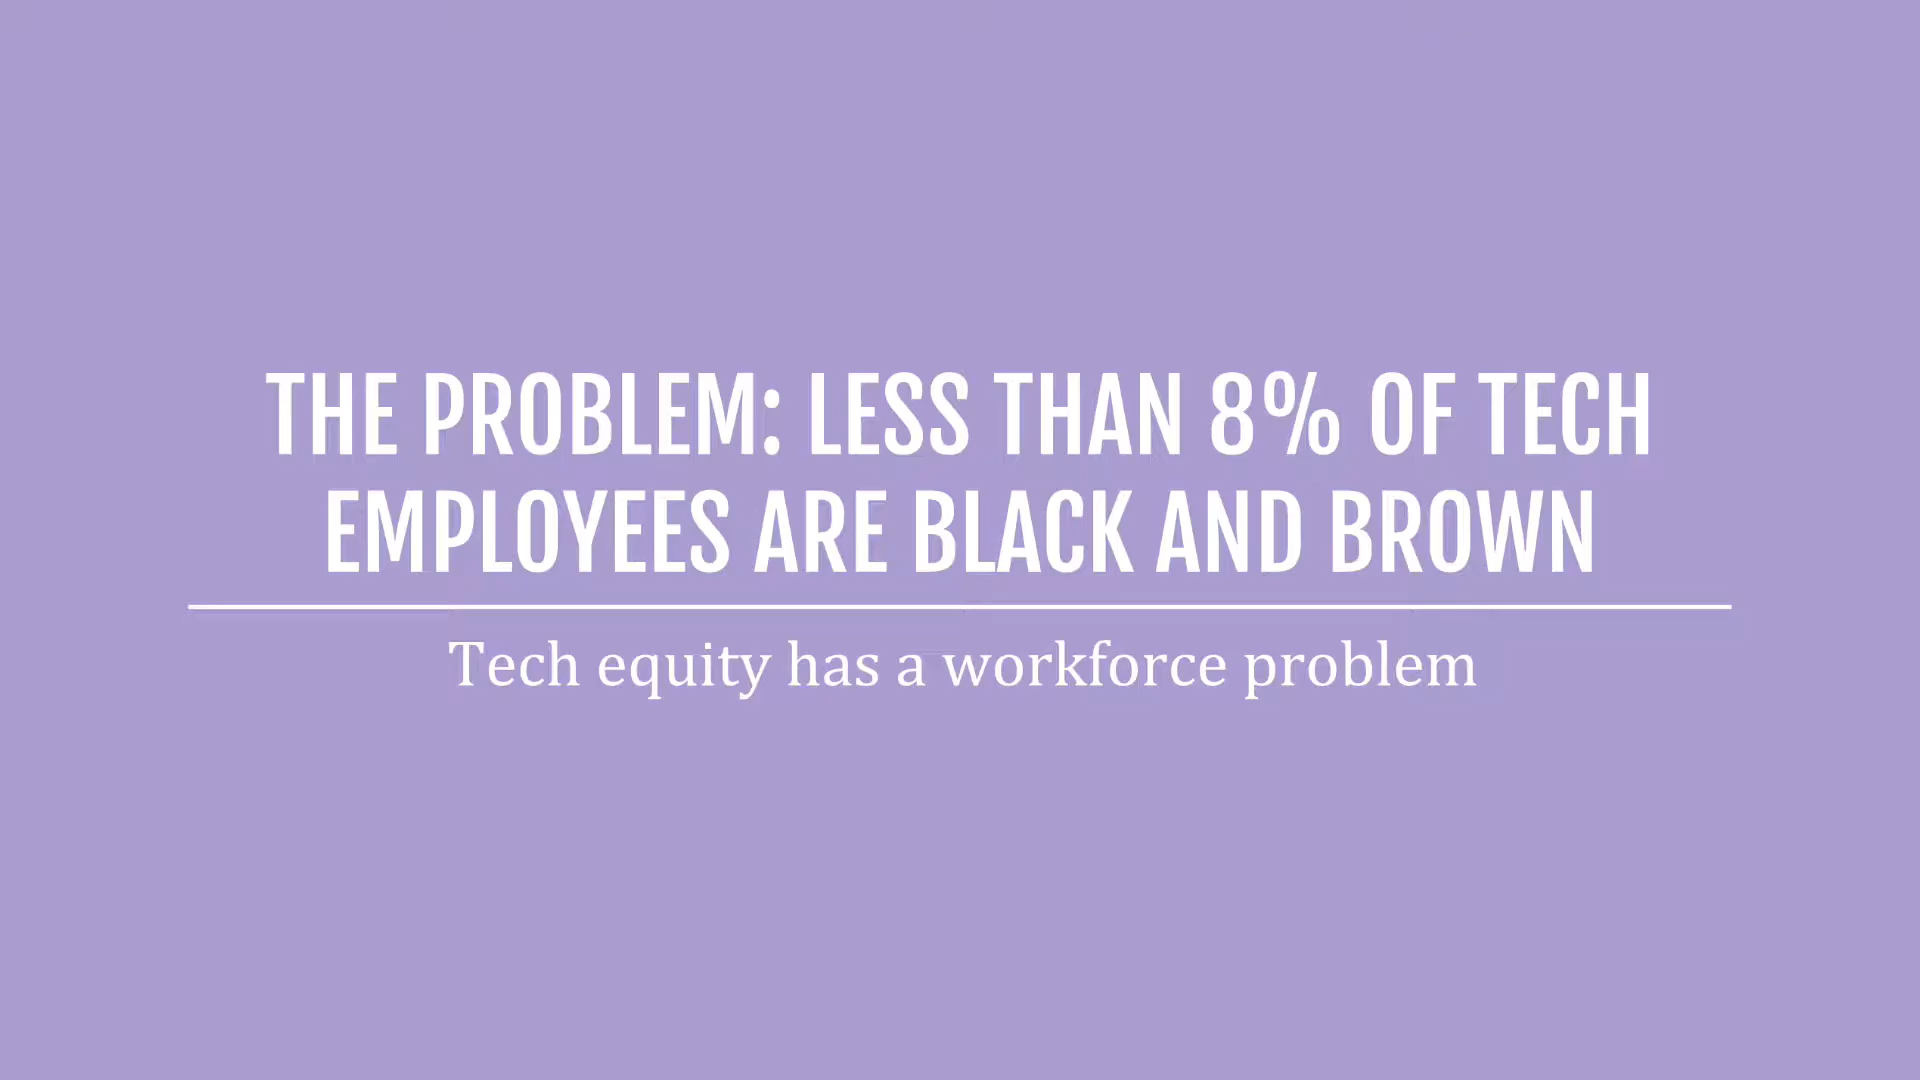 THE PROBLEM: LESS THAN 8% OF TECH
EMPLOYEES ARE BLACK AND BROWN
Tech equity has a workforce problem